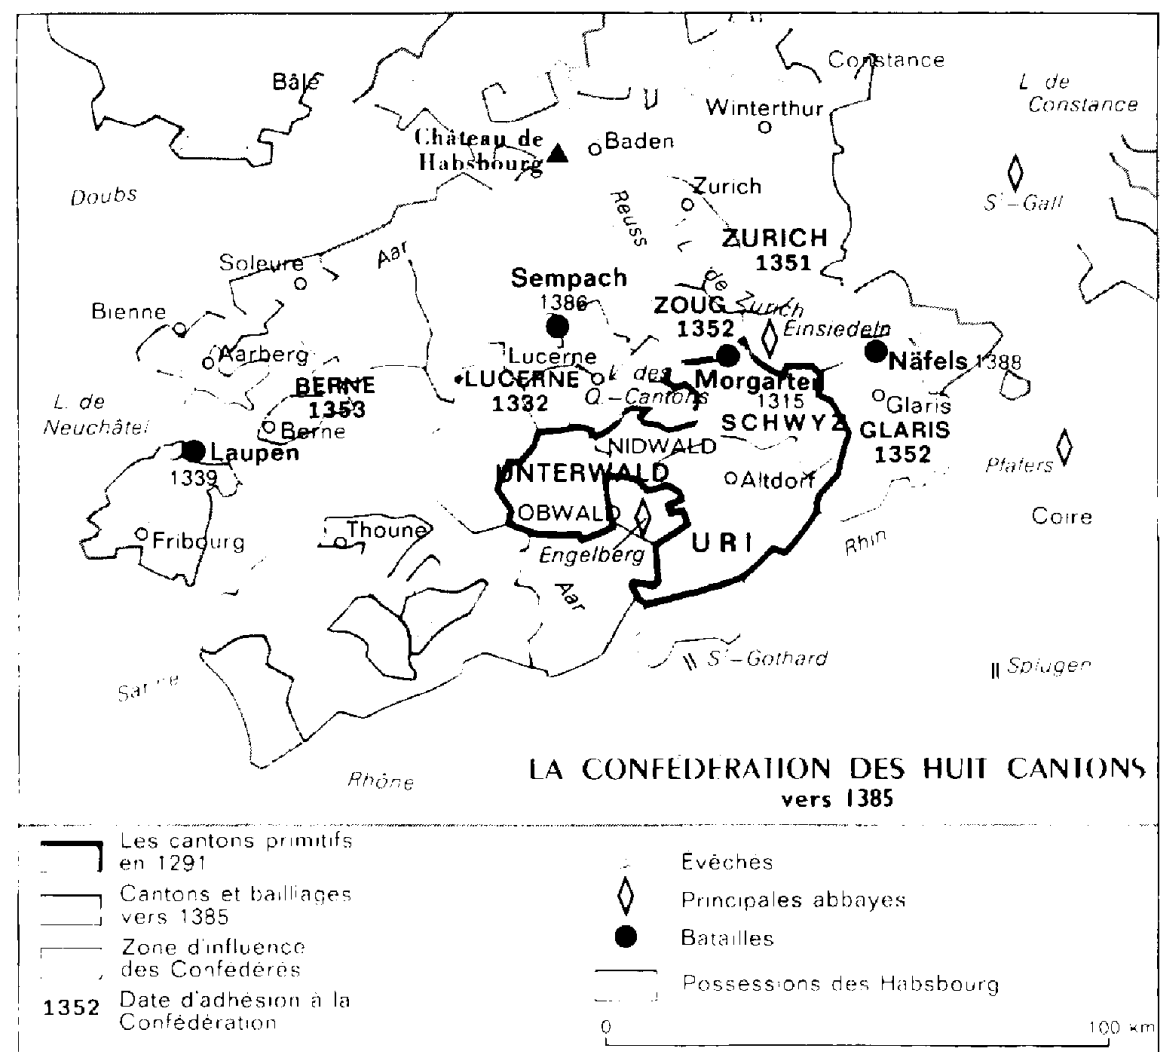 Constance
Bâle
L. de
Constance
Winterthur
Château de
Habsbourg
Baden
Doubs
Zurich
Reuss
St-Gall
ZURICH
1351
Aar
Soleure
Sempach
1386
L. de Zurich
ZOUG
1352
Bienne
Einsiedeln
Aarberg
Lucerne
Näfels 1388
BERNE
1353
LUCERNE
1332
L. des
Q.-Cantons
Morgarten
1315
Glaris
L. de
Neuchâtel
Berne
SCHWYZ
GLARIS
1352
Laupen
1339
NIDWALD
UNTERWALD
Altdorf
Pfäfers
OBWALD
Coire
Fribourg
Thoune
Engelberg
URI
Rhin
Aar
St-Gothard
Splugen
Sarine
Rhône
LA CONFÉDÉRATION DES HUIT CANTONS
vers 1385
Les cantons primitifs
en 1291
Cantons et bailliages
vers 1385
Zone d'influence
des Confédérés
1352 Date d'adhésion à la
Confédération
Évêchés
Principales abbayes
Batailles
Possessions des Habsbourg
0 100 km